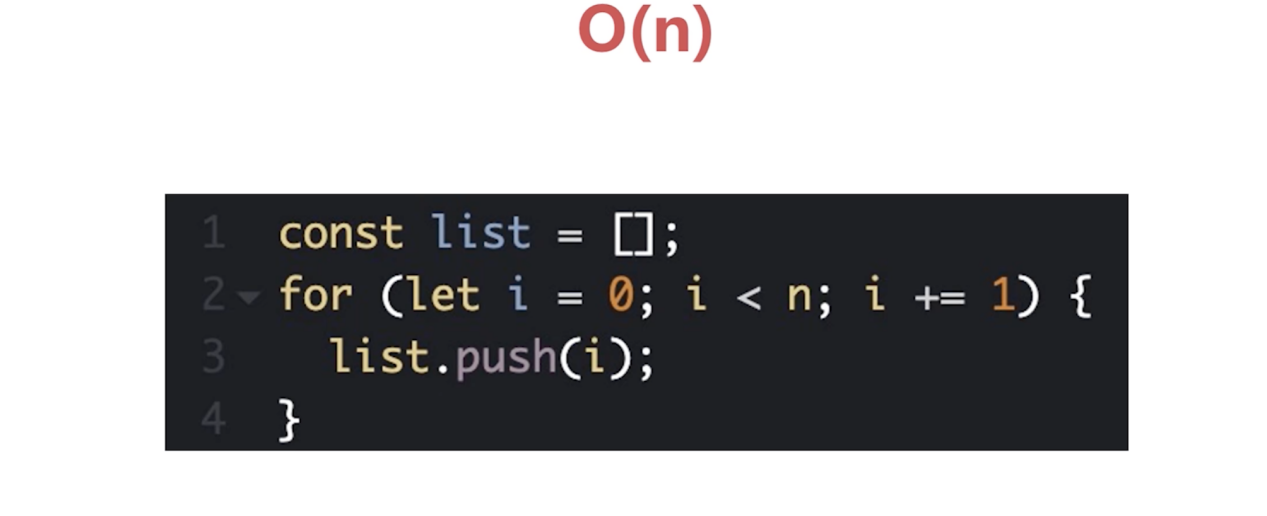 O(n)
1 const list = [];
2 for (let i = 0; i < n; i += 1) {
3   list.push(i);
4 }